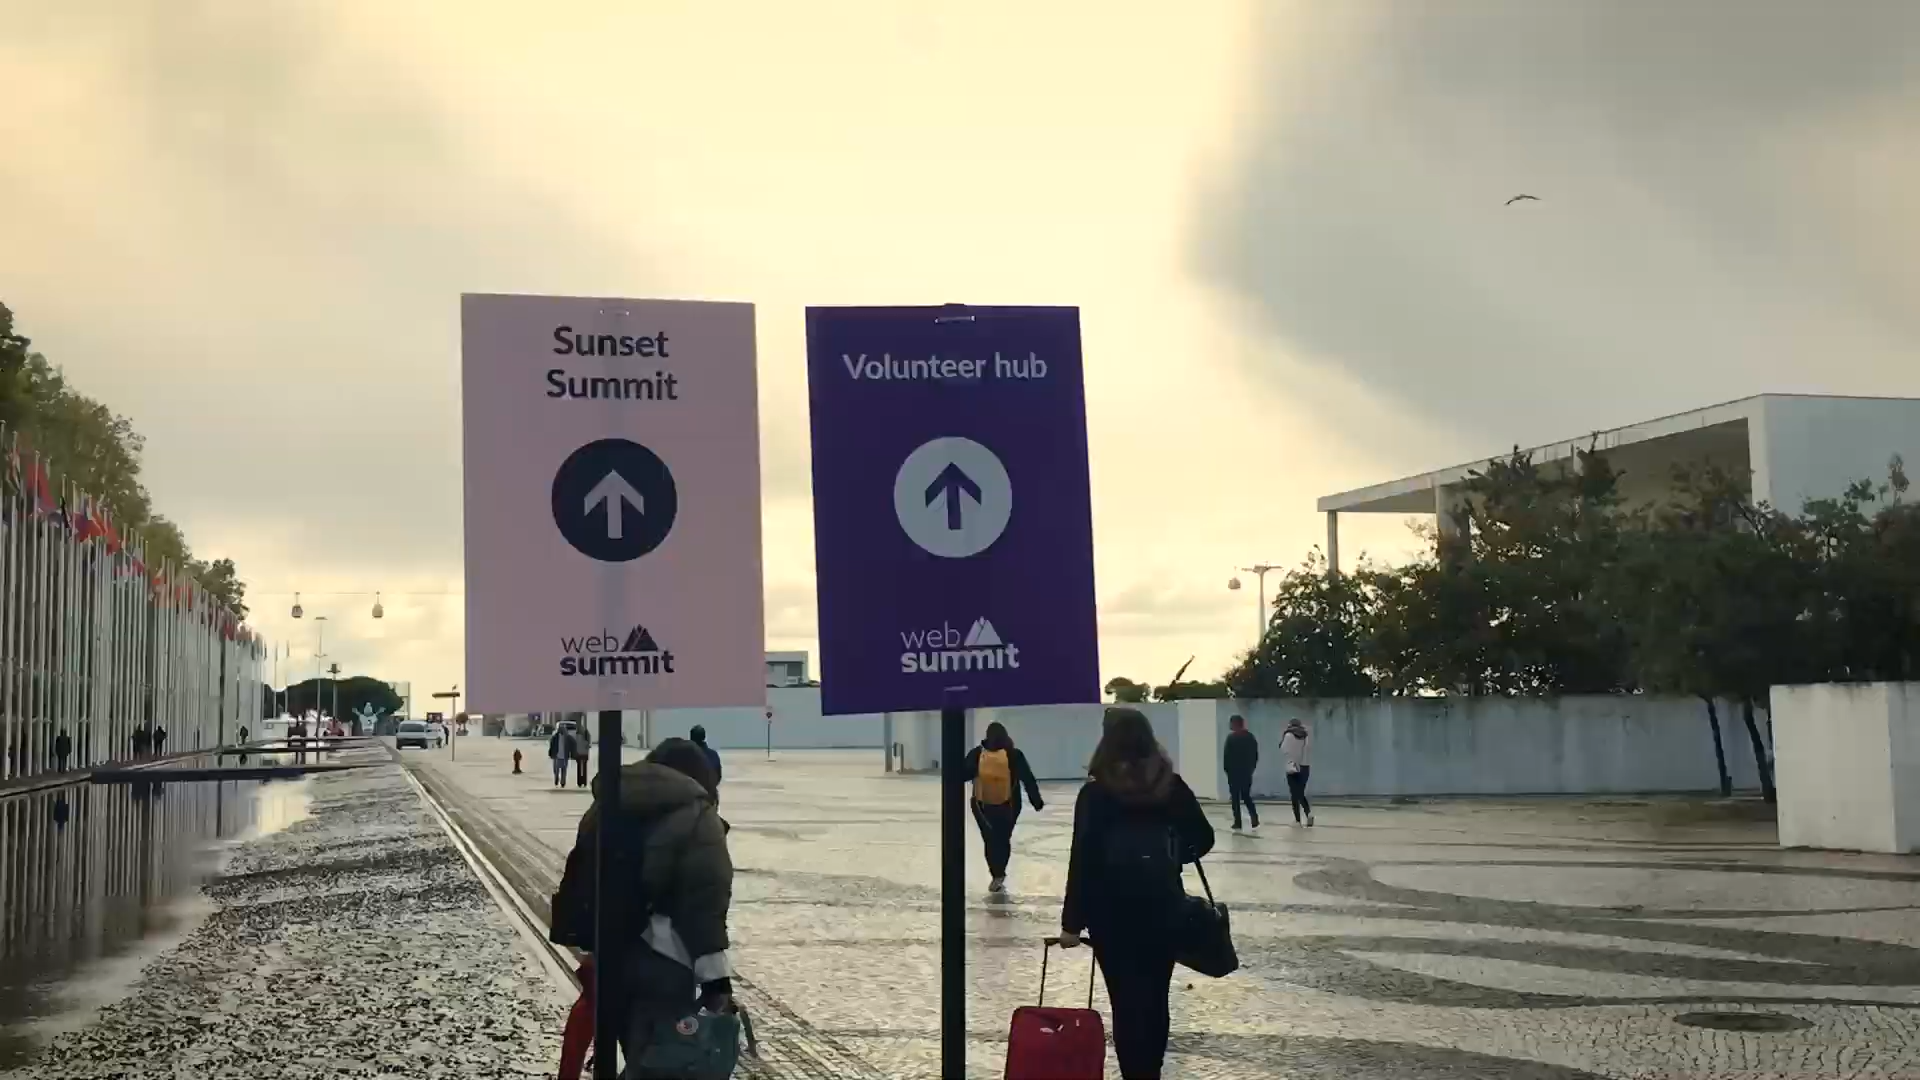 Sunset
Summit
web
summit
Volunteer hub
web
summit